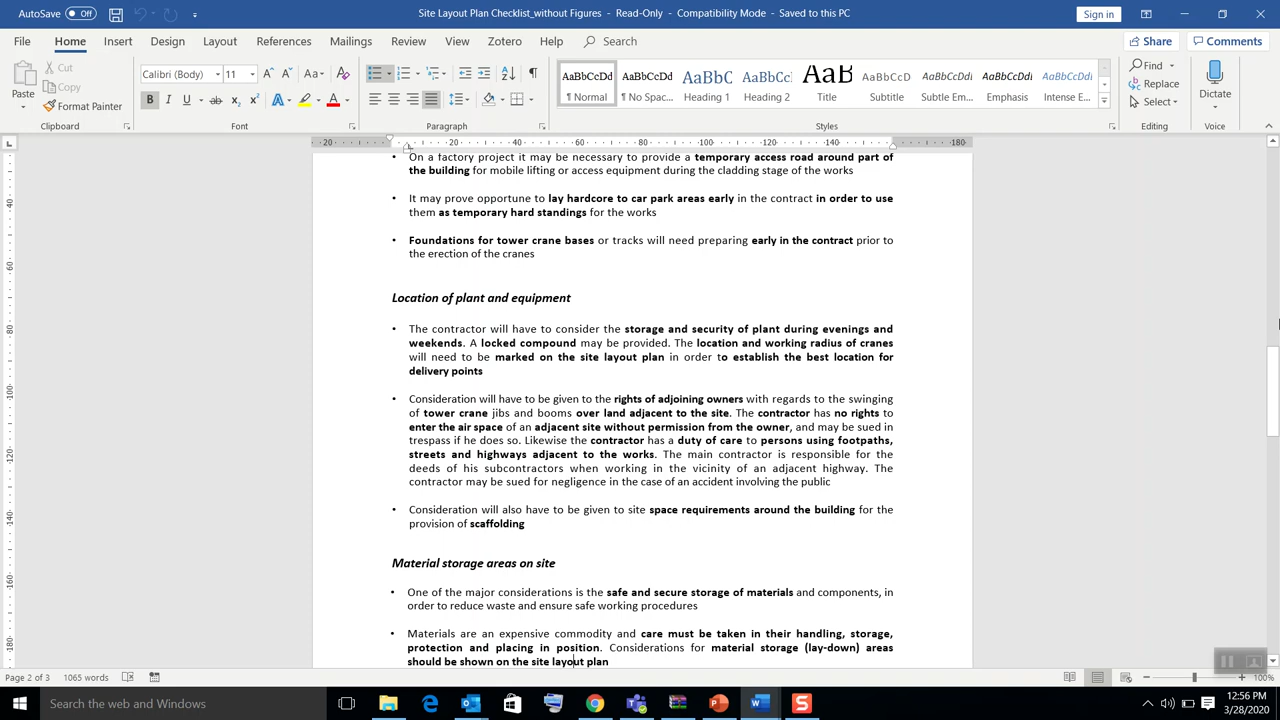 AutoSave Off
Site Layout Plan Checklist_without Figures - Read-Only - Compatibility Mode - Saved to this PC
Sign in
File Home Insert Design Layout References Mailings Review View Zotero Help Search
Share Comments
Paste
Cut
Copy
Format Painter
Clipboard
Calibri (Body) 11
Font
Paragraph
AaBbCcDd AaBbCcDd AaBbC AaBbCcI AaB AaBbCcDd AaBbCcDd AaBbCcDd AaBbCcDd
¶ Normal ¶ No Spac... Heading 1 Heading 2 Title Subtitle Subtle Em... Emphasis Intense E...
Styles
Find
Replace
Select
Editing
Dictate
Voice
· 20 · 20 · 40 · 60 · 80 · 100 · 120 · 140 · 180
• On a factory project it may be necessary to provide a temporary access road around part of
the building for mobile lifting or access equipment during the cladding stage of the works
• It may prove opportune to lay hardcore to car park areas early in the contract in order to use
them as temporary hard standings for the works
• Foundations for tower crane bases or tracks will need preparing early in the contract prior to
the erection of the cranes
Location of plant and equipment
• The contractor will have to consider the storage and security of plant during evenings and
weekends. A locked compound may be provided. The location and working radius of cranes
will need to be marked on the site layout plan in order to establish the best location for
delivery points
• Consideration will have to be given to the rights of adjoining owners with regards to the swinging
of tower crane jibs and booms over land adjacent to the site. The contractor has no rights to
enter the air space of an adjacent site without permission from the owner, and may be sued in
trespass if he does so. Likewise the contractor has a duty of care to persons using footpaths,
streets and highways adjacent to the works. The main contractor is responsible for the
deeds of his subcontractors when working in the vicinity of an adjacent highway. The
contractor may be sued for negligence in the case of an accident involving the public
• Consideration will also have to be given to site space requirements around the building for the
provision of scaffolding
Material storage areas on site
• One of the major considerations is the safe and secure storage of materials and components, in
order to reduce waste and ensure safe working procedures
• Materials are an expensive commodity and care must be taken in their handling, storage,
protection and placing in position. Considerations for material storage (lay-down) areas
should be shown on the site layout plan
Page 2 of 3 1065 words
100%
Search the web and Windows
12:56 PM
3/28/2020